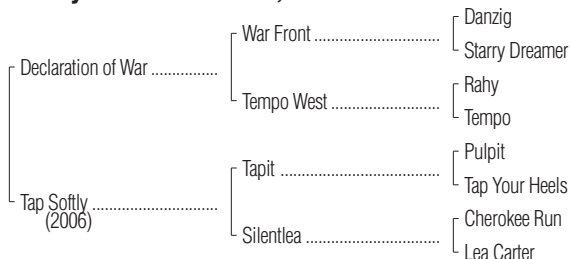 Danzig
War Front ..............................
Starry Dreamer
Declaration of War ................
Rahy
Tempo West ..........................
Tempo
Pulpit
Tapit ......................................
Tap Your Heels
Tap Softly ..............................
(2006)
Cherokee Run
Silentlea ................................
Lea Carter